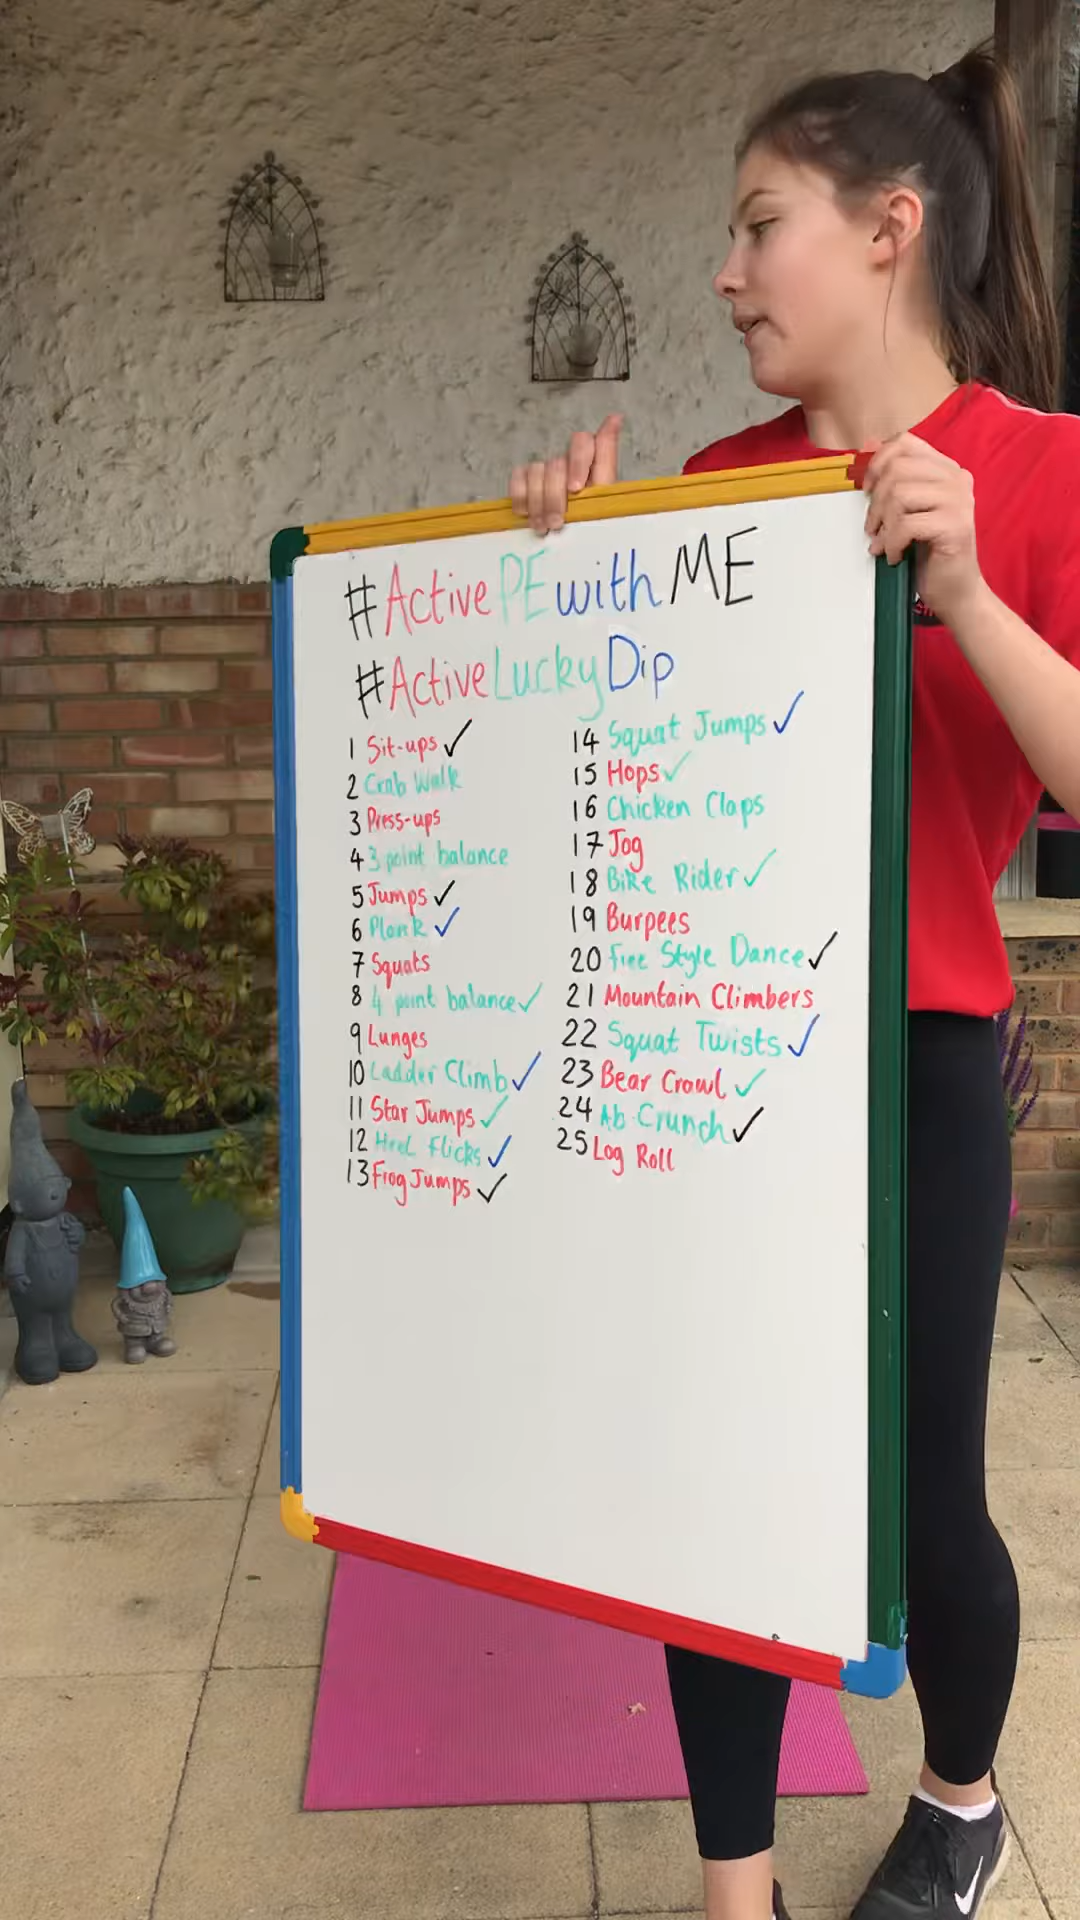 #ActivePEwithME
#ActiveLuckyDip
1 Sit-ups ✓
2 Crab Walk
3 Press-ups
4 3 point balance
5 Jumps ✓
6 Plank ✓
7 Squats
8 4 point balance ✓
9 Lunges
10 Ladder Climb ✓
11 Star Jumps ✓
12 Heel Flicks ✓
13 Frog Jumps ✓
14 Squat Jumps ✓
15 Hops ✓
16 Chicken Claps
17 Jog
18 Bike Rider ✓
19 Burpees
20 Free Style Dance ✓
21 Mountain Climbers
22 Squat Twists ✓
23 Bear Crawl ✓
24 Ab Crunch ✓
25 Log Roll